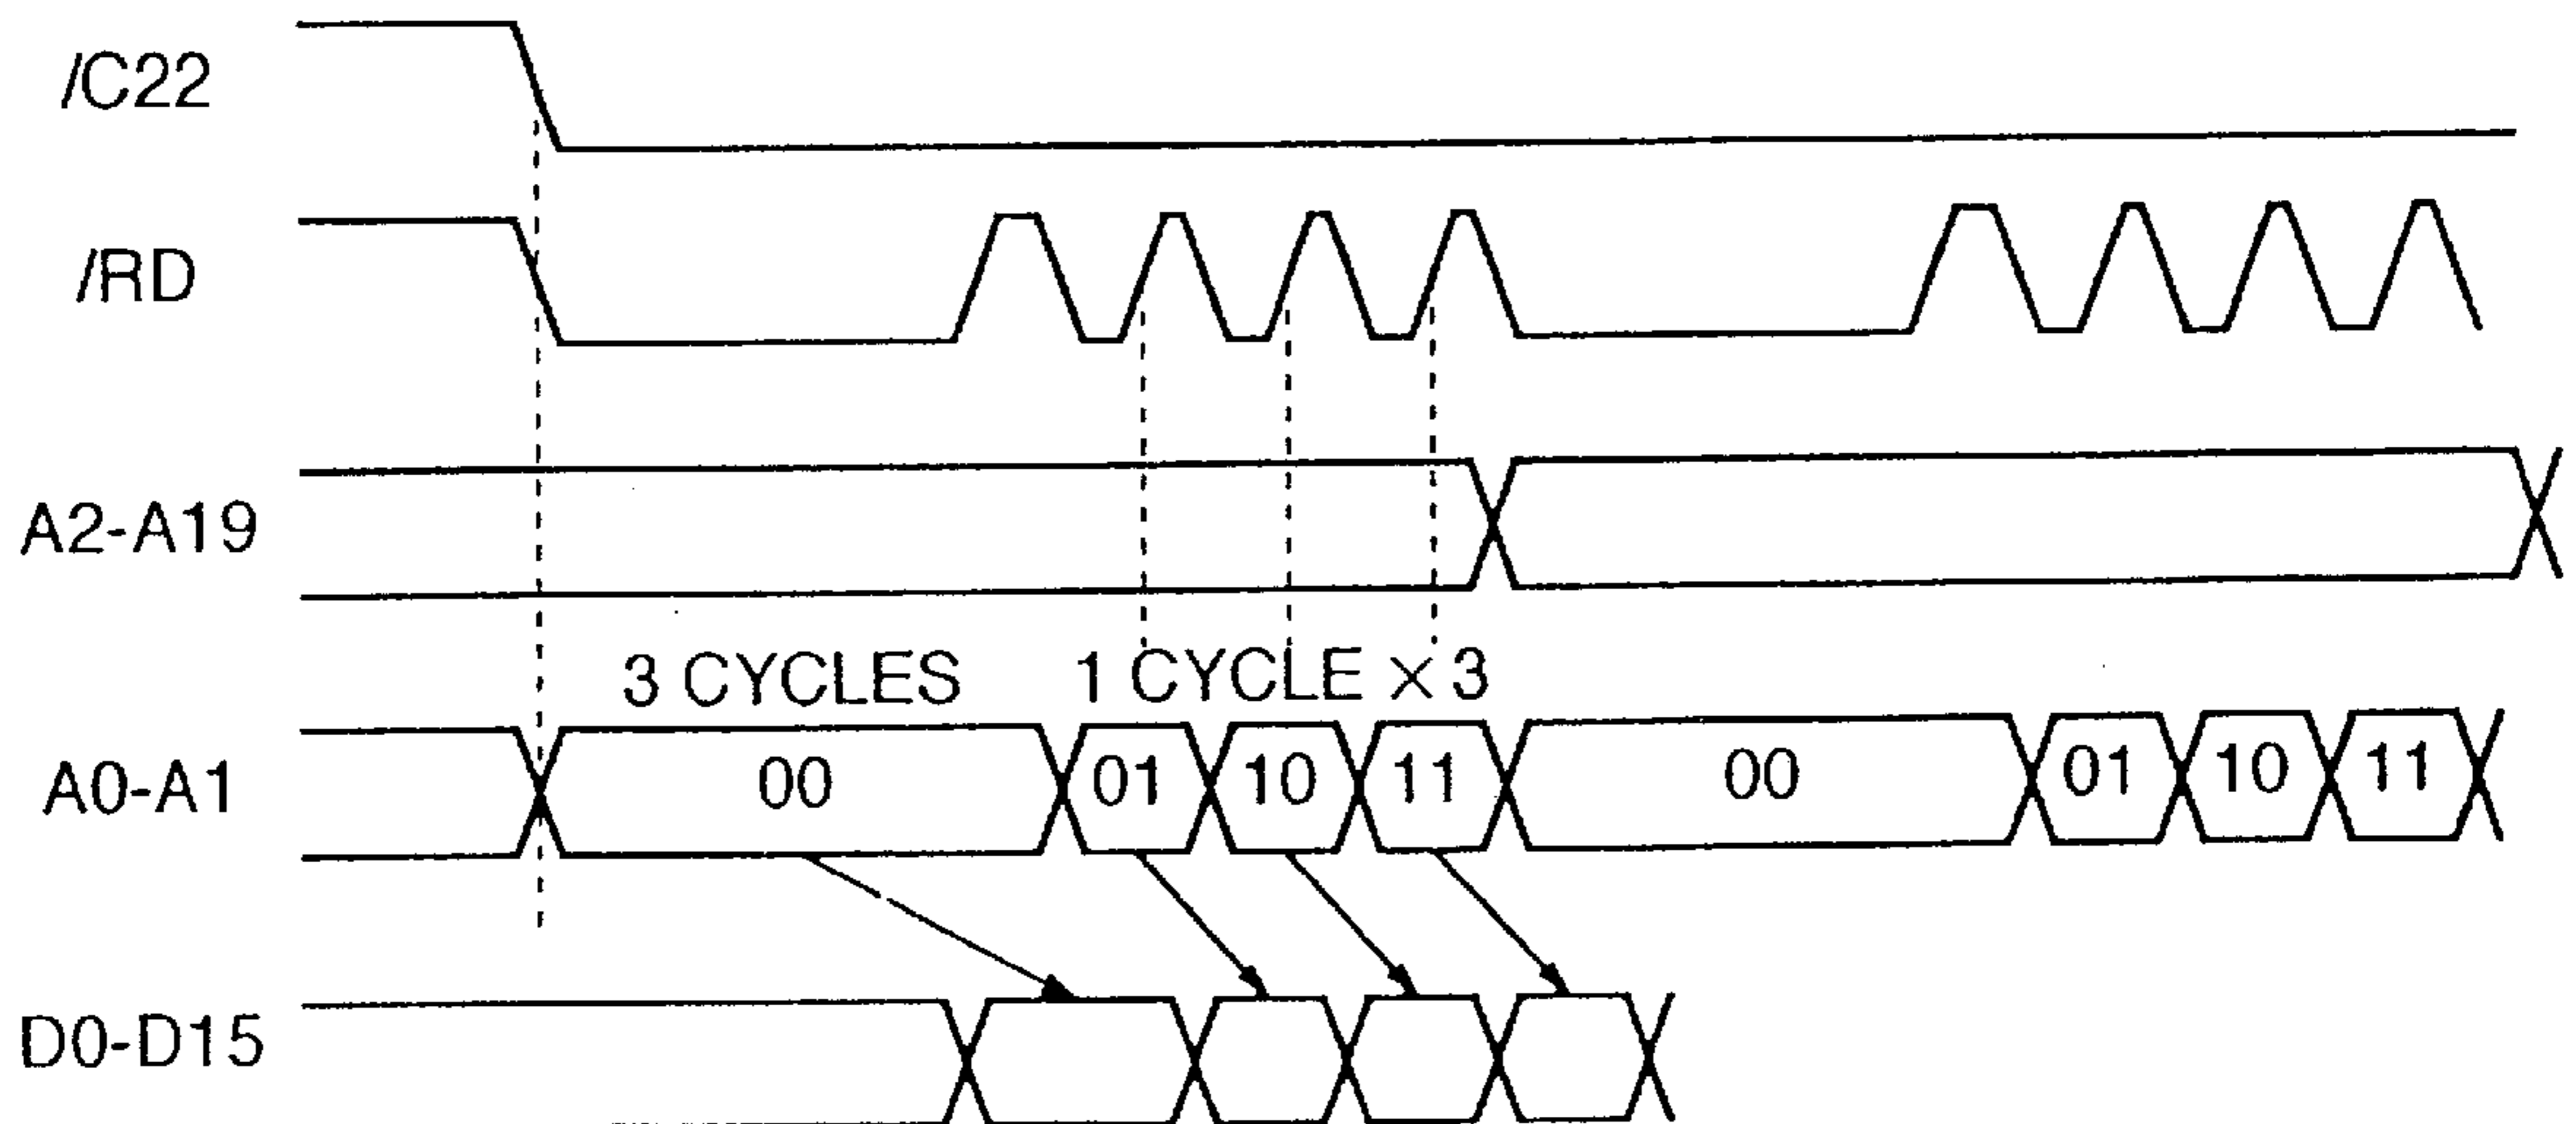 /C22
/RD
A2-A19
3 CYCLES 1 CYCLE × 3
A0-A1 00 01 10 11 00 01 10 11
D0-D15